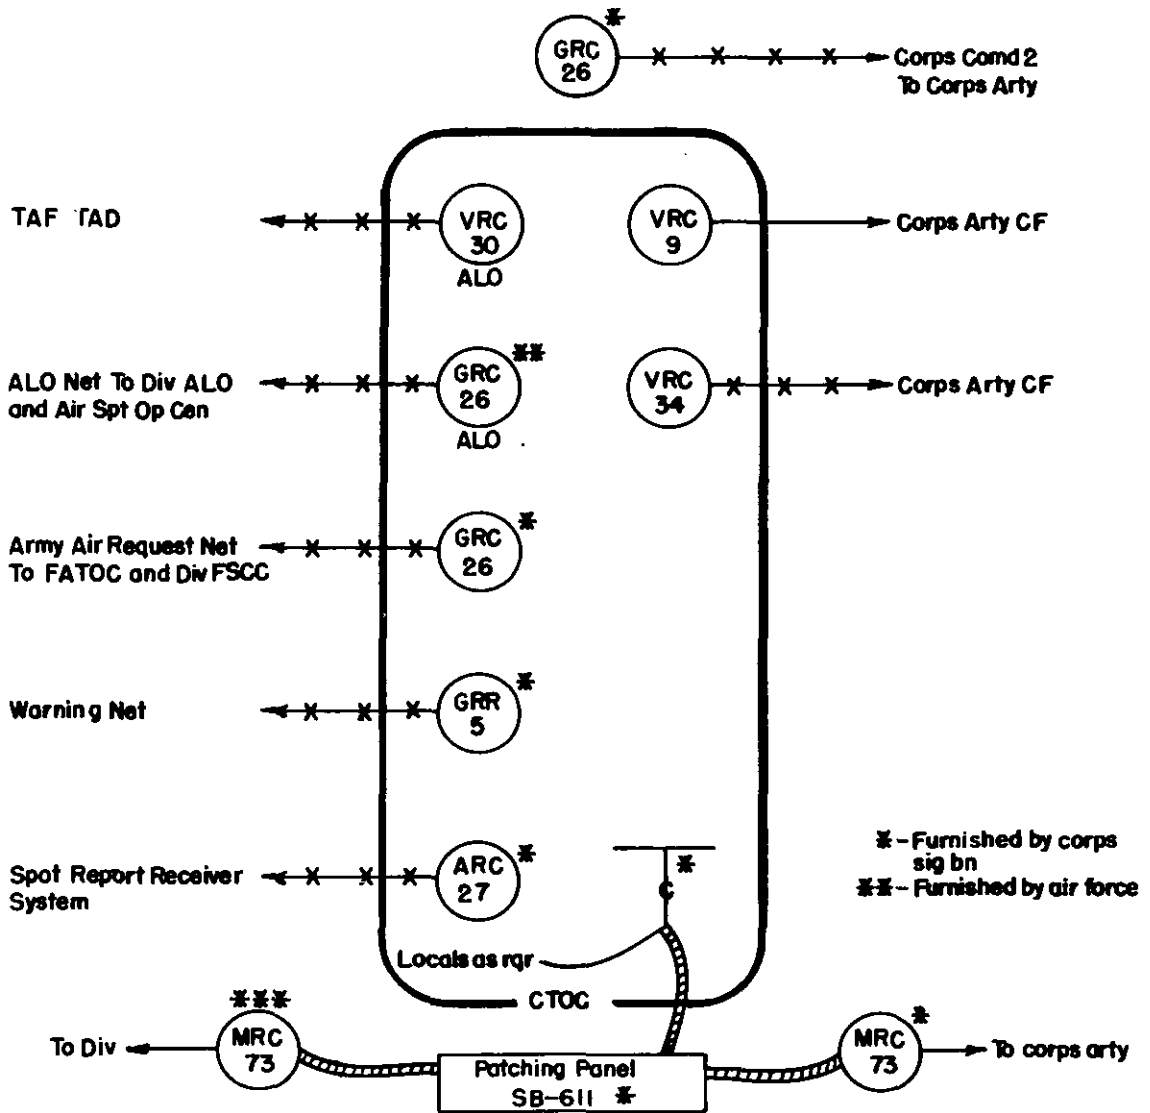 *
GRC
26
Corps Comd 2
To Corps Arty
TAF TAD
VRC
30
ALO
VRC
9
Corps Arty CF
ALO Net To Div ALO
and Air Spt Op Cen
**
GRC
26
ALO
VRC
34
Corps Arty CF
Army Air Request Net
To FATOC and Div FSCC
*
GRC
26
Warning Net
*
GRR
5
Spot Report Receiver
System
*
ARC
27
*
C
*-Furnished by corps
sig bn
**-Furnished by air force
Locals as rqr
CTOC
***
MRC
73
To Div
Patching Panel
SB-611 *
*
MRC
73
To corps arty